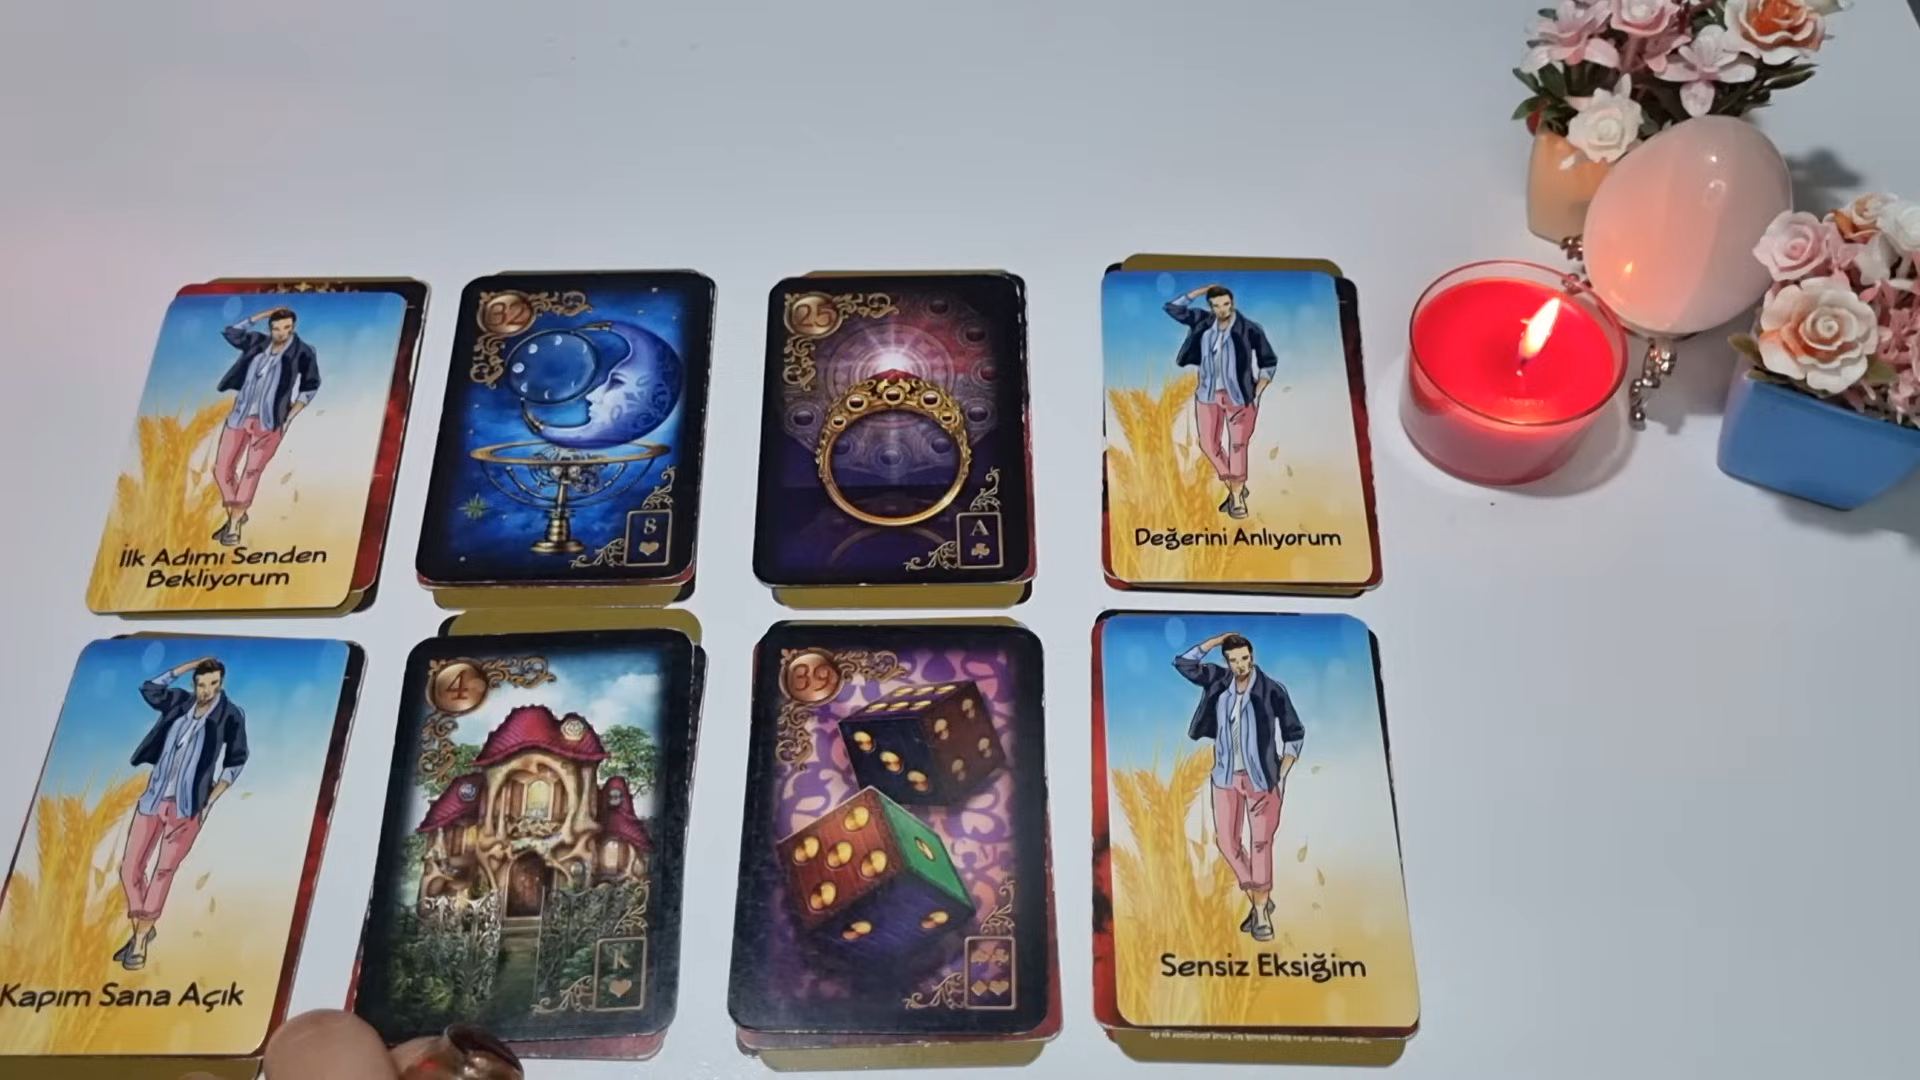 İlk Adımı Senden
Bekliyorum
32
8
25
A
Değerini Anlıyorum
Kapım Sana Açık
4
K
39
Sensiz Eksiğim